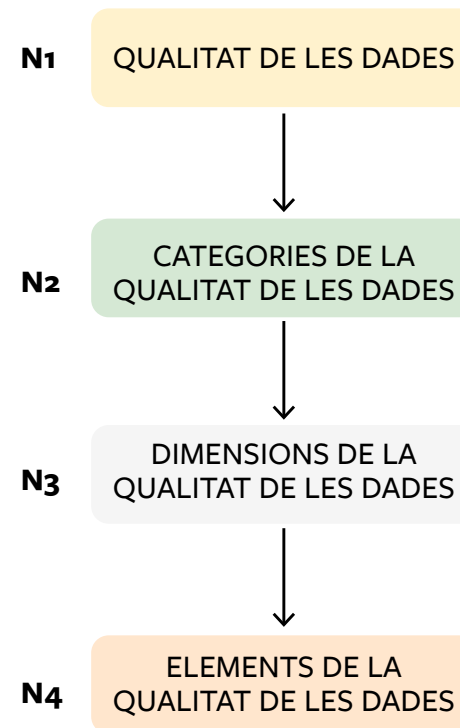 N1 QUALITAT DE LES DADES
CATEGORIES DE LA
N2 QUALITAT DE LES DADES
DIMENSIONS DE LA
N3 QUALITAT DE LES DADES
ELEMENTS DE LA
N4 QUALITAT DE LES DADES